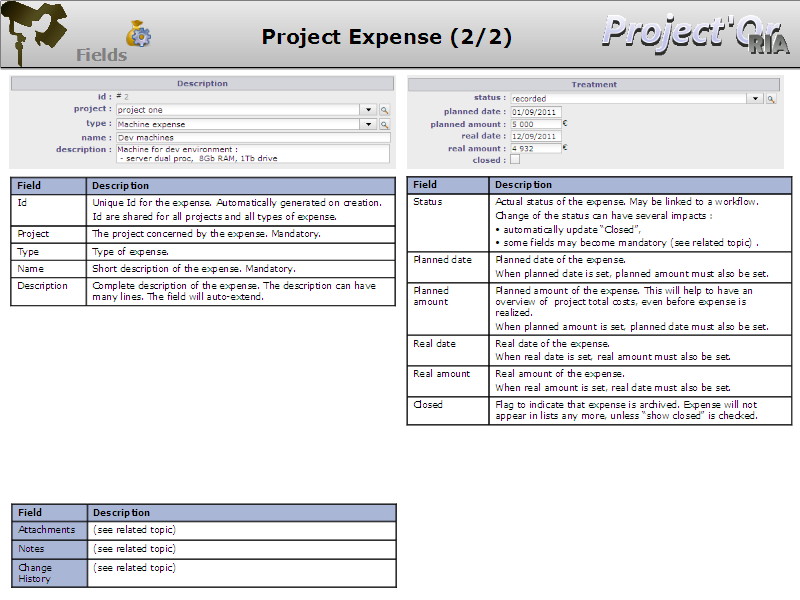 Fields
Project Expense (2/2)
Project'Or
RIA
Description
id : # 2
project : project one
type : Machine expense
name : Dev machines
description : Machine for dev environment :
- server dual proc, 8Gb RAM, 1Tb drive
Field Description
Id Unique Id for the expense. Automatically generated on creation.
Id are shared for all projects and all types of expense.
Project The project concerned by the expense. Mandatory.
Type Type of expense.
Name Short description of the expense. Mandatory.
Description Complete description of the expense. The description can have
many lines. The field will auto-extend.
Treatment
status : recorded
planned date : 01/09/2011
planned amount : 5 000 €
real date : 12/09/2011
real amount : 4 932 €
closed :
Field Description
Status Actual status of the expense. May be linked to a workflow.
Change of the status can have several impacts :
• automatically update “Closed”,
• some fields may become mandatory (see related topic) .
Planned date Planned date of the expense.
When planned date is set, planned amount must also be set.
Planned Planned amount of the expense. This will help to have an
amount overview of project total costs, even before expense is
realized.
When planned amount is set, planned date must also be set.
Real date Real date of the expense.
When real date is set, real amount must also be set.
Real amount Real amount of the expense.
When real amount is set, real date must also be set.
Closed Flag to indicate that expense is archived. Expense will not
appear in lists any more, unless “show closed” is checked.
Field Description
Attachments (see related topic)
Notes (see related topic)
Change (see related topic)
History